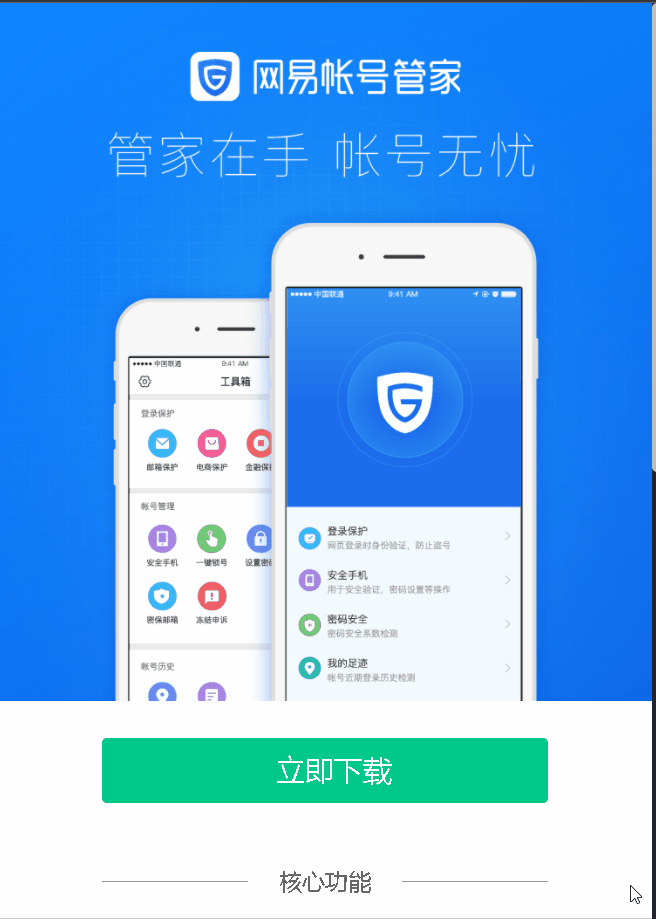 网易帐号管家
管家在手 帐号无忧
中国联通 9:41 AM
工具箱
登录保护
邮箱保护 电商保护 金融保
帐号管理
安全手机 一键锁号 设置密
密保邮箱 冻结申诉
帐号历史
中国联通 9:41 AM
登录保护
网页登录时身份验证，防止盗号
安全手机
用于安全验证，密码设置等操作
密码安全
密码安全系数检测
我的足迹
帐号近期登录历史检测
立即下载
核心功能